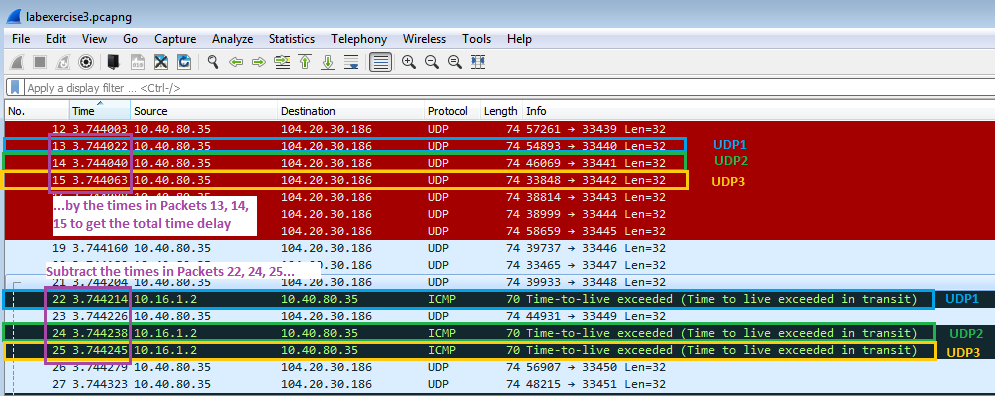 labexercise3.pcapng
File Edit View Go Capture Analyze Statistics Telephony Wireless Tools Help
Apply a display filter ... <Ctrl-/>
No. Time Source Destination Protocol Length Info
12 3.744003 10.40.80.35 104.20.30.186 UDP 74 57261 → 33439 Len=32
13 3.744022 10.40.80.35 104.20.30.186 UDP 74 54893 → 33440 Len=32 UDP1
14 3.744040 10.40.80.35 104.20.30.186 UDP 74 46069 → 33441 Len=32 UDP2
15 3.744063 10.40.80.35 104.20.30.186 UDP 74 33848 → 33442 Len=32 UDP3
104.20.30.186 UDP 74 38814 → 33443 Len=32
...by the times in Packets 13, 14,
104.20.30.186 UDP 74 38999 → 33444 Len=32
15 to get the total time delay
104.20.30.186 UDP 74 58659 → 33445 Len=32
19 3.744160 10.40.80.35 104.20.30.186 UDP 74 39737 → 33446 Len=32
104.20.30.186 UDP 74 33465 → 33447 Len=32
Subtract the times in Packets 22, 24, 25...
21 3.744204 10.40.80.35 104.20.30.186 UDP 74 39933 → 33448 Len=32
22 3.744214 10.16.1.2 10.40.80.35 ICMP 70 Time-to-live exceeded (Time to live exceeded in transit) UDP1
23 3.744226 10.40.80.35 104.20.30.186 UDP 74 44931 → 33449 Len=32
24 3.744238 10.16.1.2 10.40.80.35 ICMP 70 Time-to-live exceeded (Time to live exceeded in transit) UDP2
25 3.744245 10.16.1.2 10.40.80.35 ICMP 70 Time-to-live exceeded (Time to live exceeded in transit) UDP3
26 3.744279 10.40.80.35 104.20.30.186 UDP 74 56907 → 33450 Len=32
27 3.744323 10.40.80.35 104.20.30.186 UDP 74 48215 → 33451 Len=32